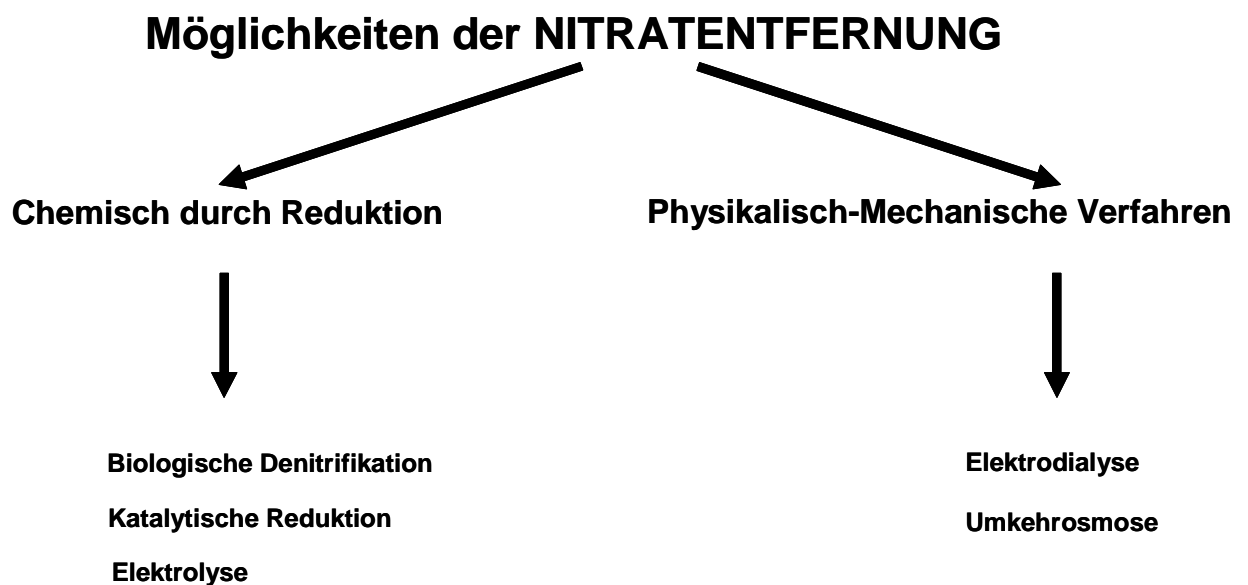 Möglichkeiten der NITRATENTFERNUNG
Chemisch durch Reduktion
Physikalisch-Mechanische Verfahren
Biologische Denitrifikation
Katalytische Reduktion
Elektrolyse
Elektrodialyse
Umkehrosmose